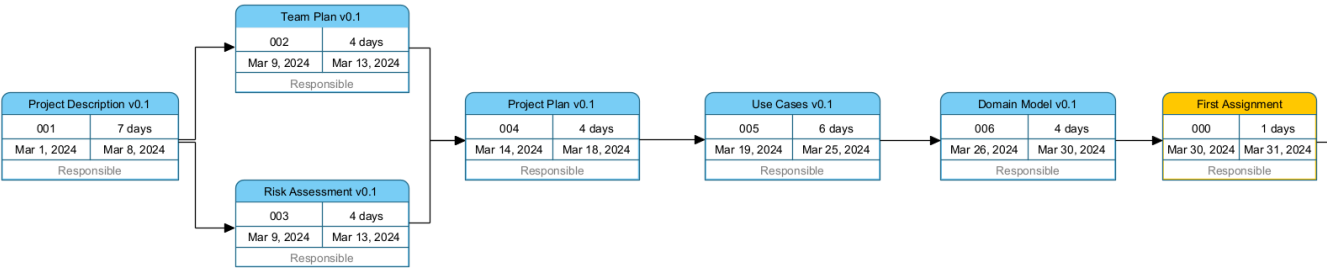 Team Plan v0.1
002 4 days
Mar 9, 2024 Mar 13, 2024
Responsible
Project Description v0.1
001 7 days
Mar 1, 2024 Mar 8, 2024
Responsible
Risk Assessment v0.1
003 4 days
Mar 9, 2024 Mar 13, 2024
Responsible
Project Plan v0.1
004 4 days
Mar 14, 2024 Mar 18, 2024
Responsible
Use Cases v0.1
005 6 days
Mar 19, 2024 Mar 25, 2024
Responsible
Domain Model v0.1
006 4 days
Mar 26, 2024 Mar 30, 2024
Responsible
First Assignment
000 1 days
Mar 30, 2024 Mar 31, 2024
Responsible